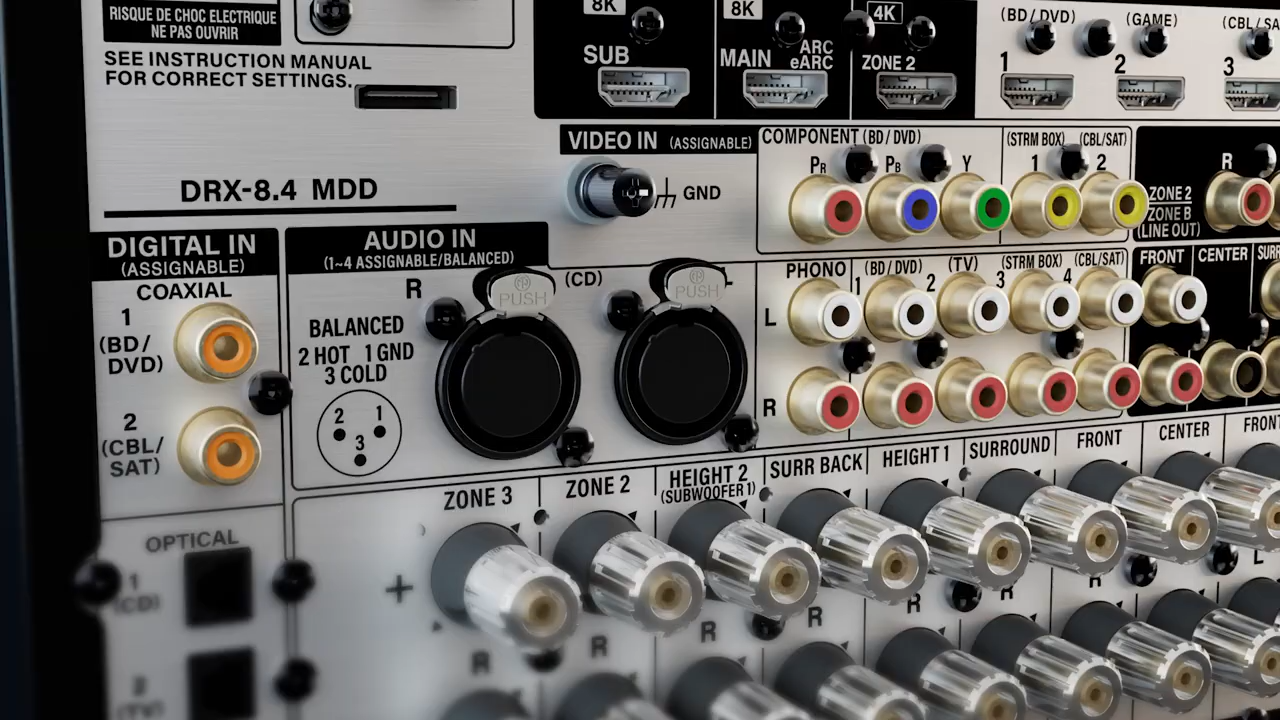 RISQUE DE CHOC ELECTRIQUE
NE PAS OUVRIR
SEE INSTRUCTION MANUAL
FOR CORRECT SETTINGS.
8K
SUB
8K
MAIN
ARC
eARC
4K
ZONE 2
(BD/DVD)
1
(GAME)
2
3
DRX-8.4 MDD
VIDEO IN (ASSIGNABLE)
GND
COMPONENT (BD/DVD)
PR
PB
Y
(STRM BOX)
1
(CBL/SAT)
2
ZONE 2
ZONE B
(LINE OUT)
R
DIGITAL IN
(ASSIGNABLE)
COAXIAL
1
(BD/
DVD)
2
(CBL/
SAT)
OPTICAL
1
(CD)
2
(TV)
AUDIO IN
(1~4 ASSIGNABLE/BALANCED)
R
(CD)
PUSH
PUSH
BALANCED
2 HOT 1 GND
3 COLD
2
1
3
PHONO
(BD/DVD)
1
(TV)
2
(STRM BOX)
3
(CBL/SAT)
4
L
R
FRONT
CENTER
ZONE 3
ZONE 2
HEIGHT 2
(SUBWOOFER 1)
SURR BACK
HEIGHT 1
SURROUND
FRONT
CENTER
FRONT
+
R
R
R
R
R
R
R
L